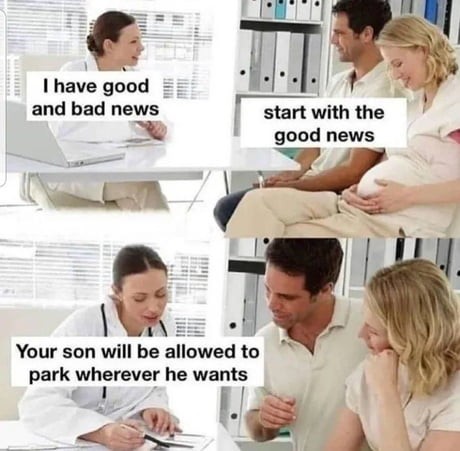 I have good
and bad news
start with the
good news
Your son will be allowed to
park wherever he wants